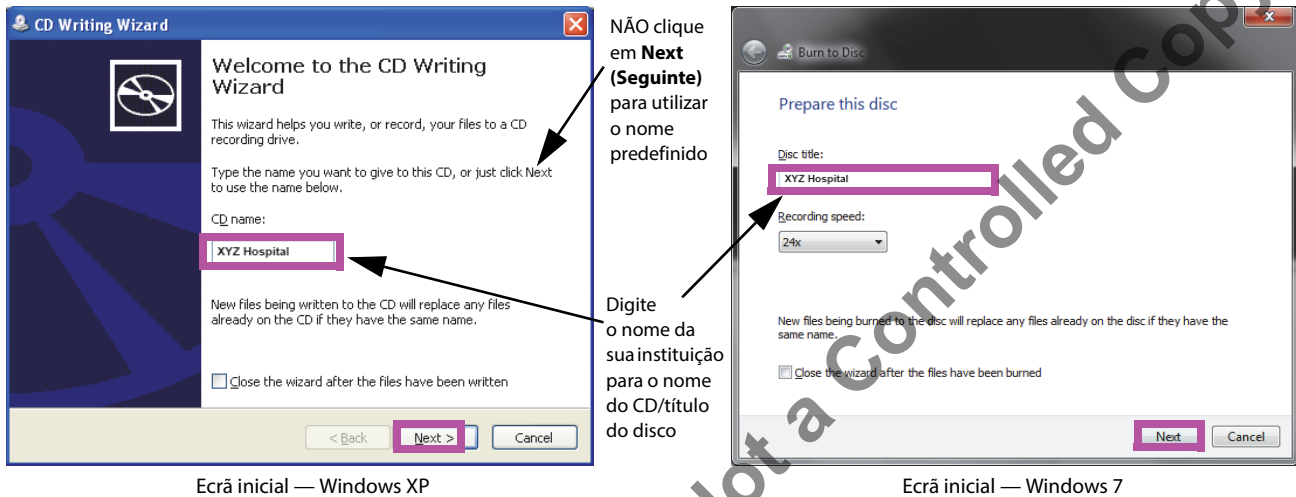 CD Writing Wizard
Welcome to the CD Writing
Wizard
This wizard helps you write, or record, your files to a CD
recording drive.
Type the name you want to give to this CD, or just click Next
to use the name below.
CD name:
XYZ Hospital
New files being written to the CD will replace any files
already on the CD if they have the same name.
Close the wizard after the files have been written
< Back
Next >
Cancel
Ecrã inicial — Windows XP
NÃO clique
em Next
(Seguinte)
para utilizar
o nome
predefinido
Digite
o nome da
sua instituição
para o nome
do CD/título
do disco
Burn to Disc
Prepare this disc
Disc title:
XYZ Hospital
Recording speed:
24x
New files being burned to the disc will replace any files already on the disc if they have the
same name.
Close the wizard after the files have been burned
Next
Cancel
Ecrã inicial — Windows 7
Not a Controlled Copy